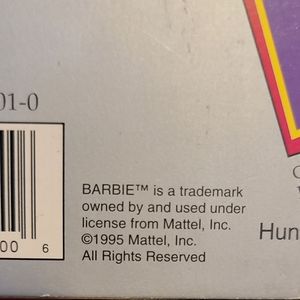 01-0
BARBIE™ is a trademark
owned by and used under
license from Mattel, Inc.
©1995 Mattel, Inc.
All Rights Reserved
00 6
Hun